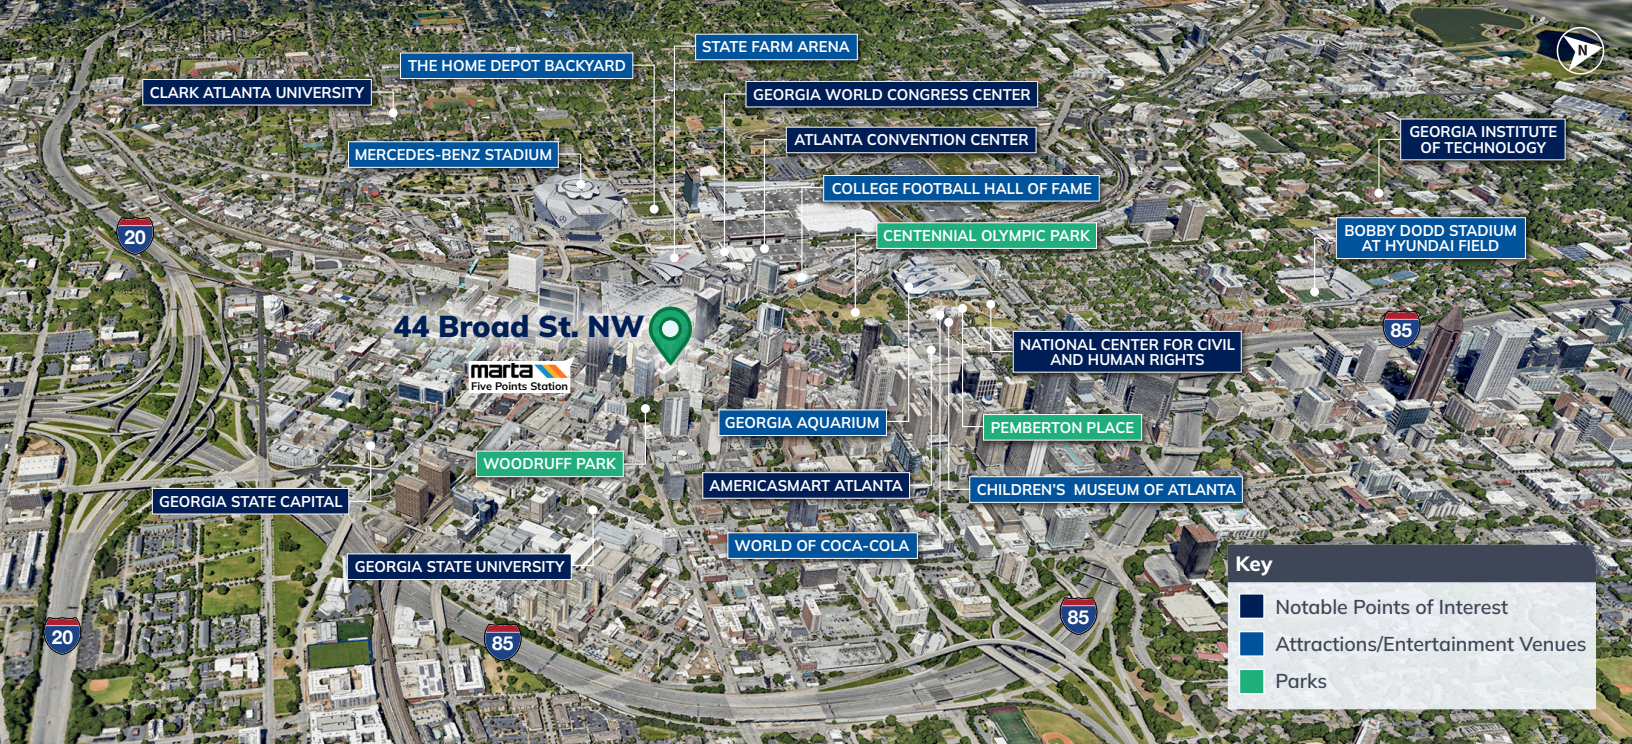 STATE FARM ARENA
THE HOME DEPOT BACKYARD
CLARK ATLANTA UNIVERSITY
GEORGIA WORLD CONGRESS CENTER
N
ATLANTA CONVENTION CENTER
GEORGIA INSTITUTE
OF TECHNOLOGY
MERCEDES-BENZ STADIUM
COLLEGE FOOTBALL HALL OF FAME
20
CENTENNIAL OLYMPIC PARK
BOBBY DODD STADIUM
AT HYUNDAI FIELD
44 Broad St. NW
85
NATIONAL CENTER FOR CIVIL
AND HUMAN RIGHTS
marta
Five Points Station
GEORGIA AQUARIUM
PEMBERTON PLACE
WOODRUFF PARK
AMERICASMART ATLANTA
CHILDREN'S MUSEUM OF ATLANTA
GEORGIA STATE CAPITAL
WORLD OF COCA-COLA
GEORGIA STATE UNIVERSITY
20
85
85
Key
Notable Points of Interest
Attractions/Entertainment Venues
Parks